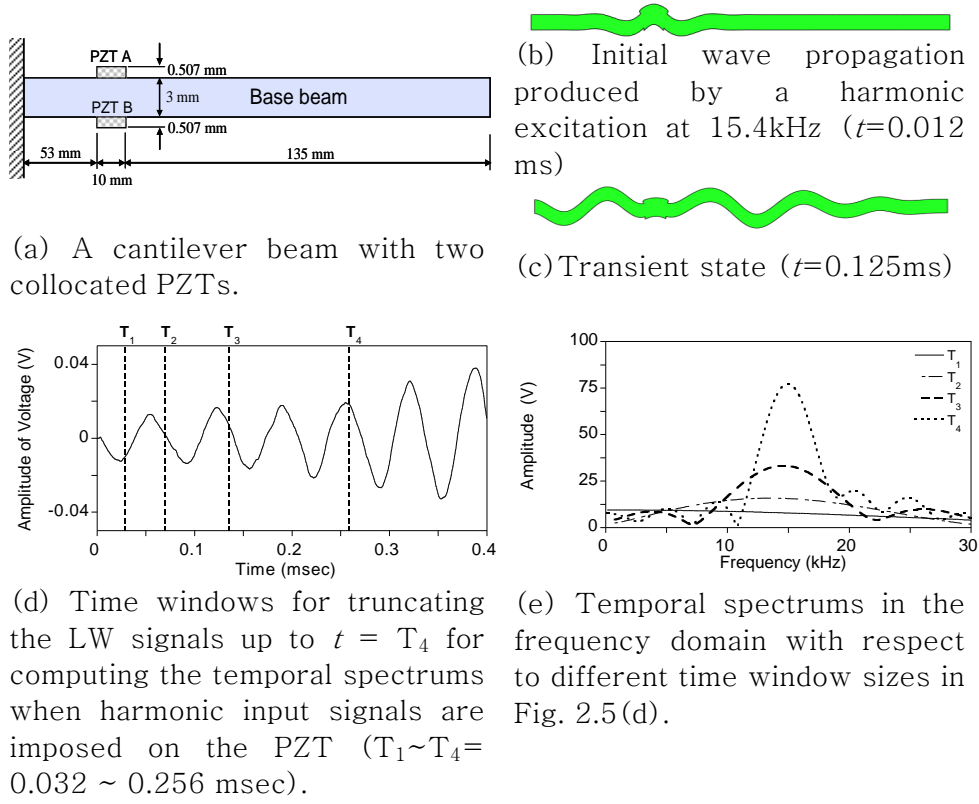 PZT A
0.507 mm
3 mm
Base beam
PZT B
0.507 mm
53 mm
135 mm
10 mm
(a) A cantilever beam with two
collocated PZTs.
(b) Initial wave propagation
produced by a harmonic
excitation at 15.4kHz (t=0.012
ms)
(c) Transient state (t=0.125ms)
T1 T2 T3 T4
Amplitude of Voltage (V)
0.04
0
-0.04
0 0.1 0.2 0.3 0.4
Time (msec)
(d) Time windows for truncating
the LW signals up to t = T4 for
computing the temporal spectrums
when harmonic input signals are
imposed on the PZT (T1~T4=
0.032 ~ 0.256 msec).
Amplitude (V)
100
75
50
25
0
0 10 20 30
Frequency (kHz)
T1
T2
T3
T4
(e) Temporal spectrums in the
frequency domain with respect
to different time window sizes in
Fig. 2.5(d).